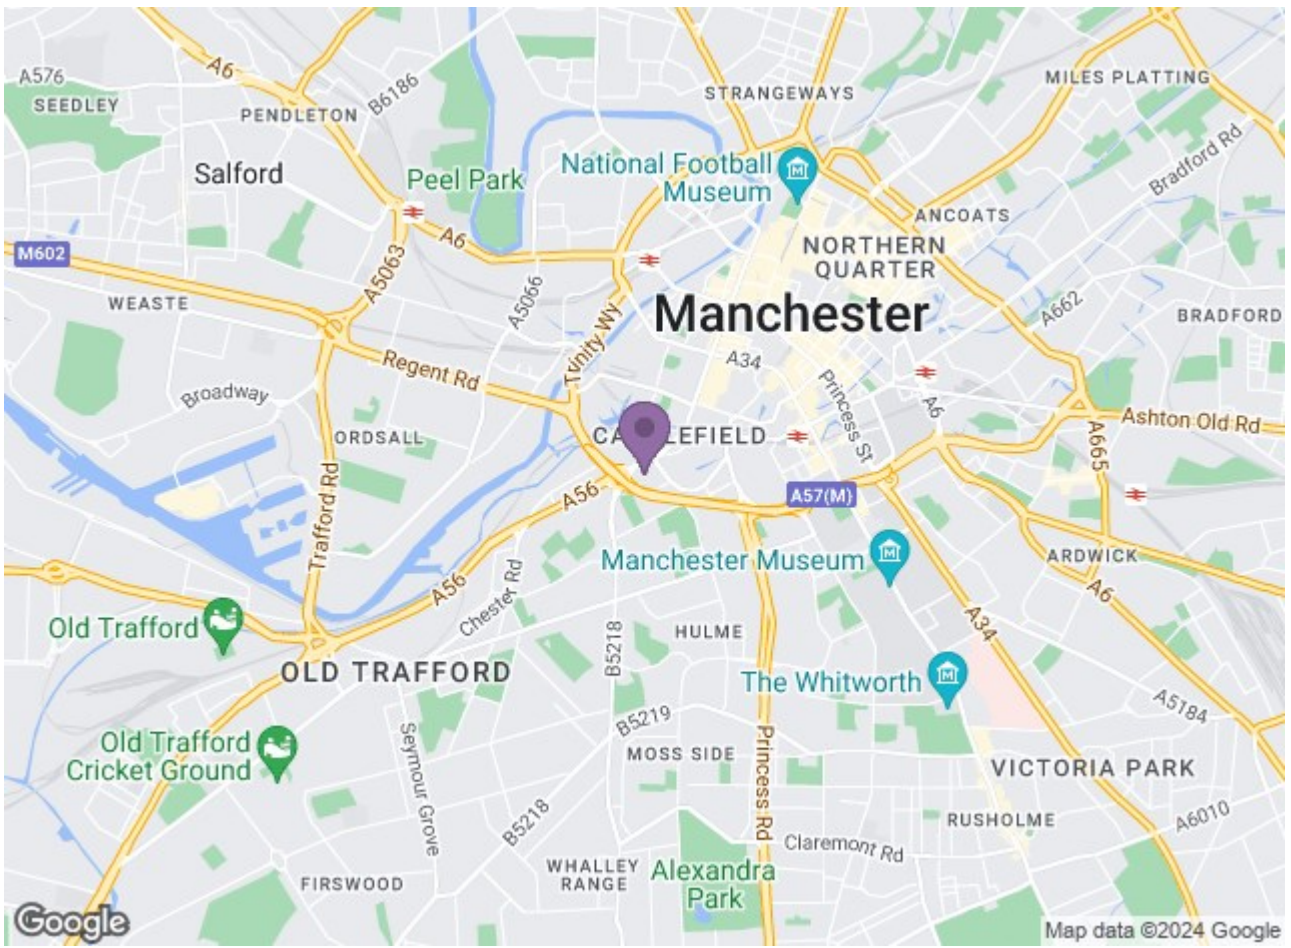 A6
B6186
A576
SEEDLEY
PENDLETON
STRANGEWAYS
MILES PLATTING
Bradford Rd
Salford
Peel Park
National Football
Museum
ANCOATS
A6
NORTHERN
QUARTER
M602
A5063
WEASTE
A5066
Trinity Wy
Manchester
A662
BRADFORD
Regent Rd
A34
Princess St
A6
Broadway
Ashton Old Rd
ORDSALL
A665
Trafford Rd
A56
A57(M)
Manchester Museum
ARDWICK
A6
A56
Chester Rd
Old Trafford
B5218
HULME
A34
OLD TRAFFORD
The Whitworth
A5184
B5219
Old Trafford
Cricket Ground
Seymour Grove
MOSS SIDE
Princess Rd
VICTORIA PARK
B5218
RUSHOLME
A6010
Claremont Rd
WHALLEY
RANGE
Alexandra
Park
FIRSWOOD
Google
Map data ©2024 Google